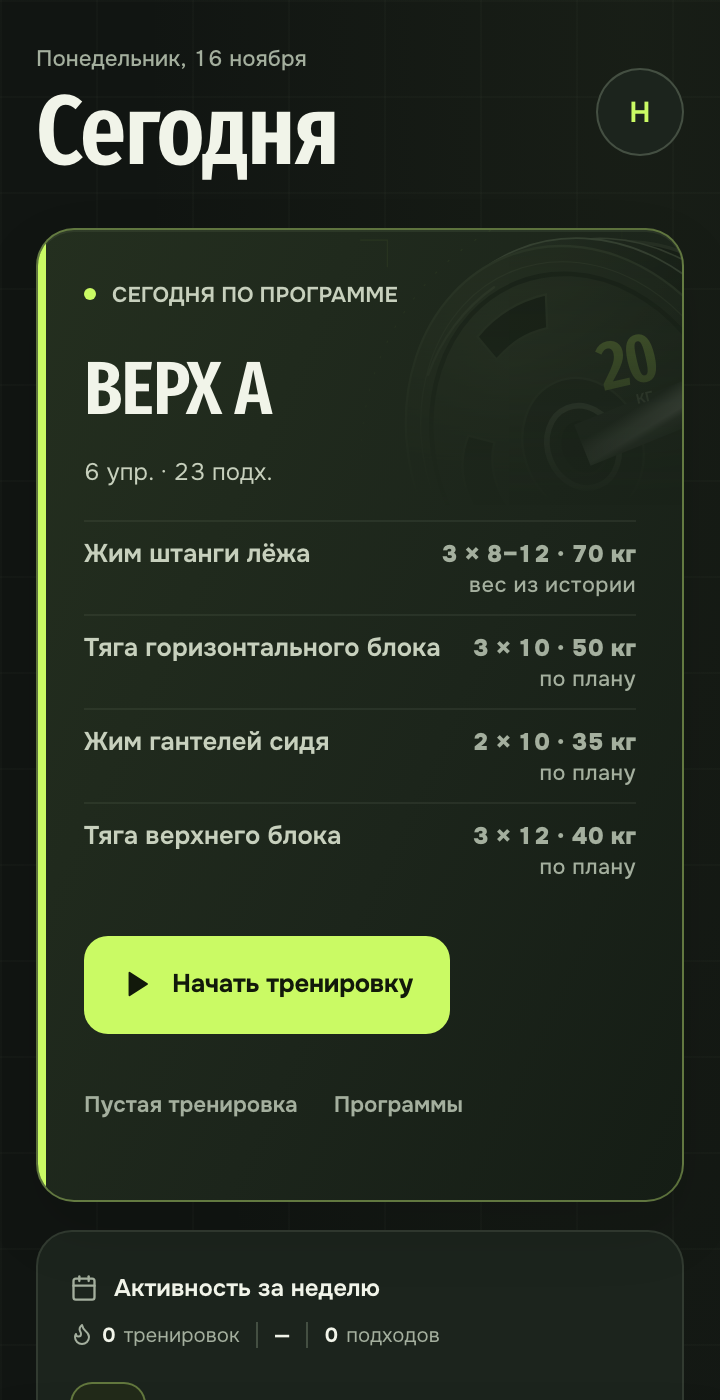 Понедельник, 16 ноября
Сегодня
Н
СЕГОДНЯ ПО ПРОГРАММЕ
20
КГ
ВЕРХ А
6 упр. · 23 подх.
Жим штанги лёжа
3 × 8–12 · 70 кг
вес из истории
Тяга горизонтального блока
3 × 10 · 50 кг
по плану
Жим гантелей сидя
2 × 10 · 35 кг
по плану
Тяга верхнего блока
3 × 12 · 40 кг
по плану
Начать тренировку
Пустая тренировка
Программы
Активность за неделю
0 тренировок | – | 0 подходов